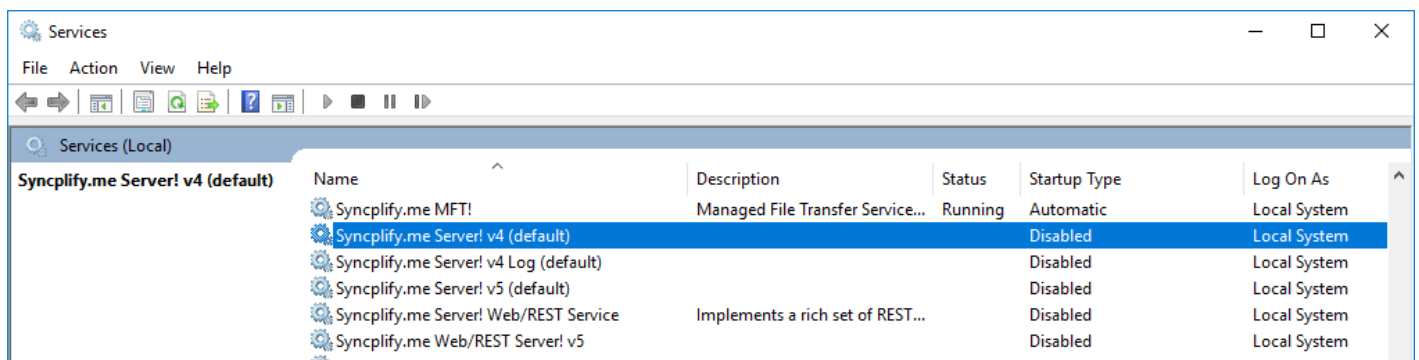 Services
File Action View Help
Services (Local)
Syncplify.me Server! v4 (default)
Name Description Status Startup Type Log On As
Syncplify.me MFT! Managed File Transfer Service... Running Automatic Local System
Syncplify.me Server! v4 (default) Disabled Local System
Syncplify.me Server! v4 Log (default) Disabled Local System
Syncplify.me Server! v5 (default) Disabled Local System
Syncplify.me Server! Web/REST Service Implements a rich set of REST... Disabled Local System
Syncplify.me Web/REST Server! v5 Disabled Local System